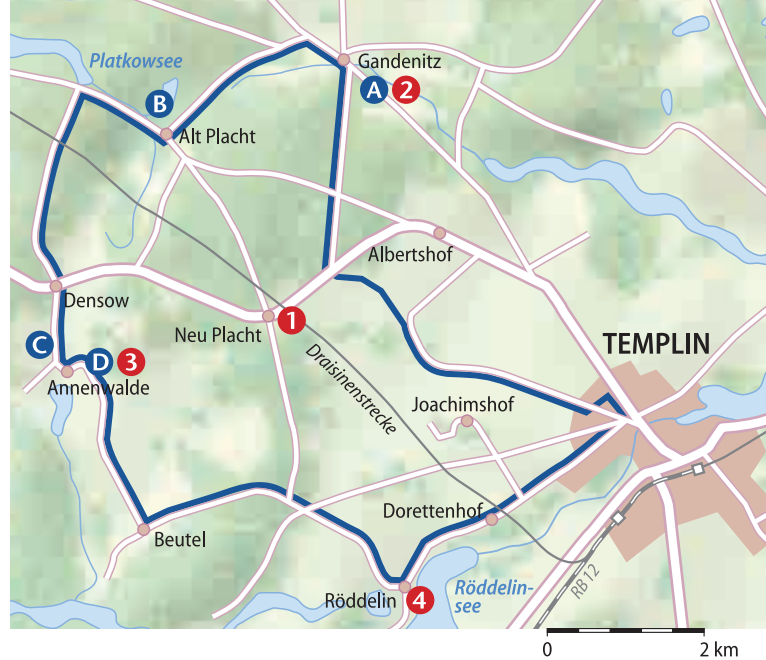 Platkowsee
Gandenitz
A 2
B
Alt Placht
Albertshof
Densow
Neu Placht 1
Draisinenstrecke
TEMPLIN
C
D 3
Annenwalde
Joachimshof
Dorettenhof
Beutel
Röddelin 4
Röddelin-
see
RB 12
0 2 km